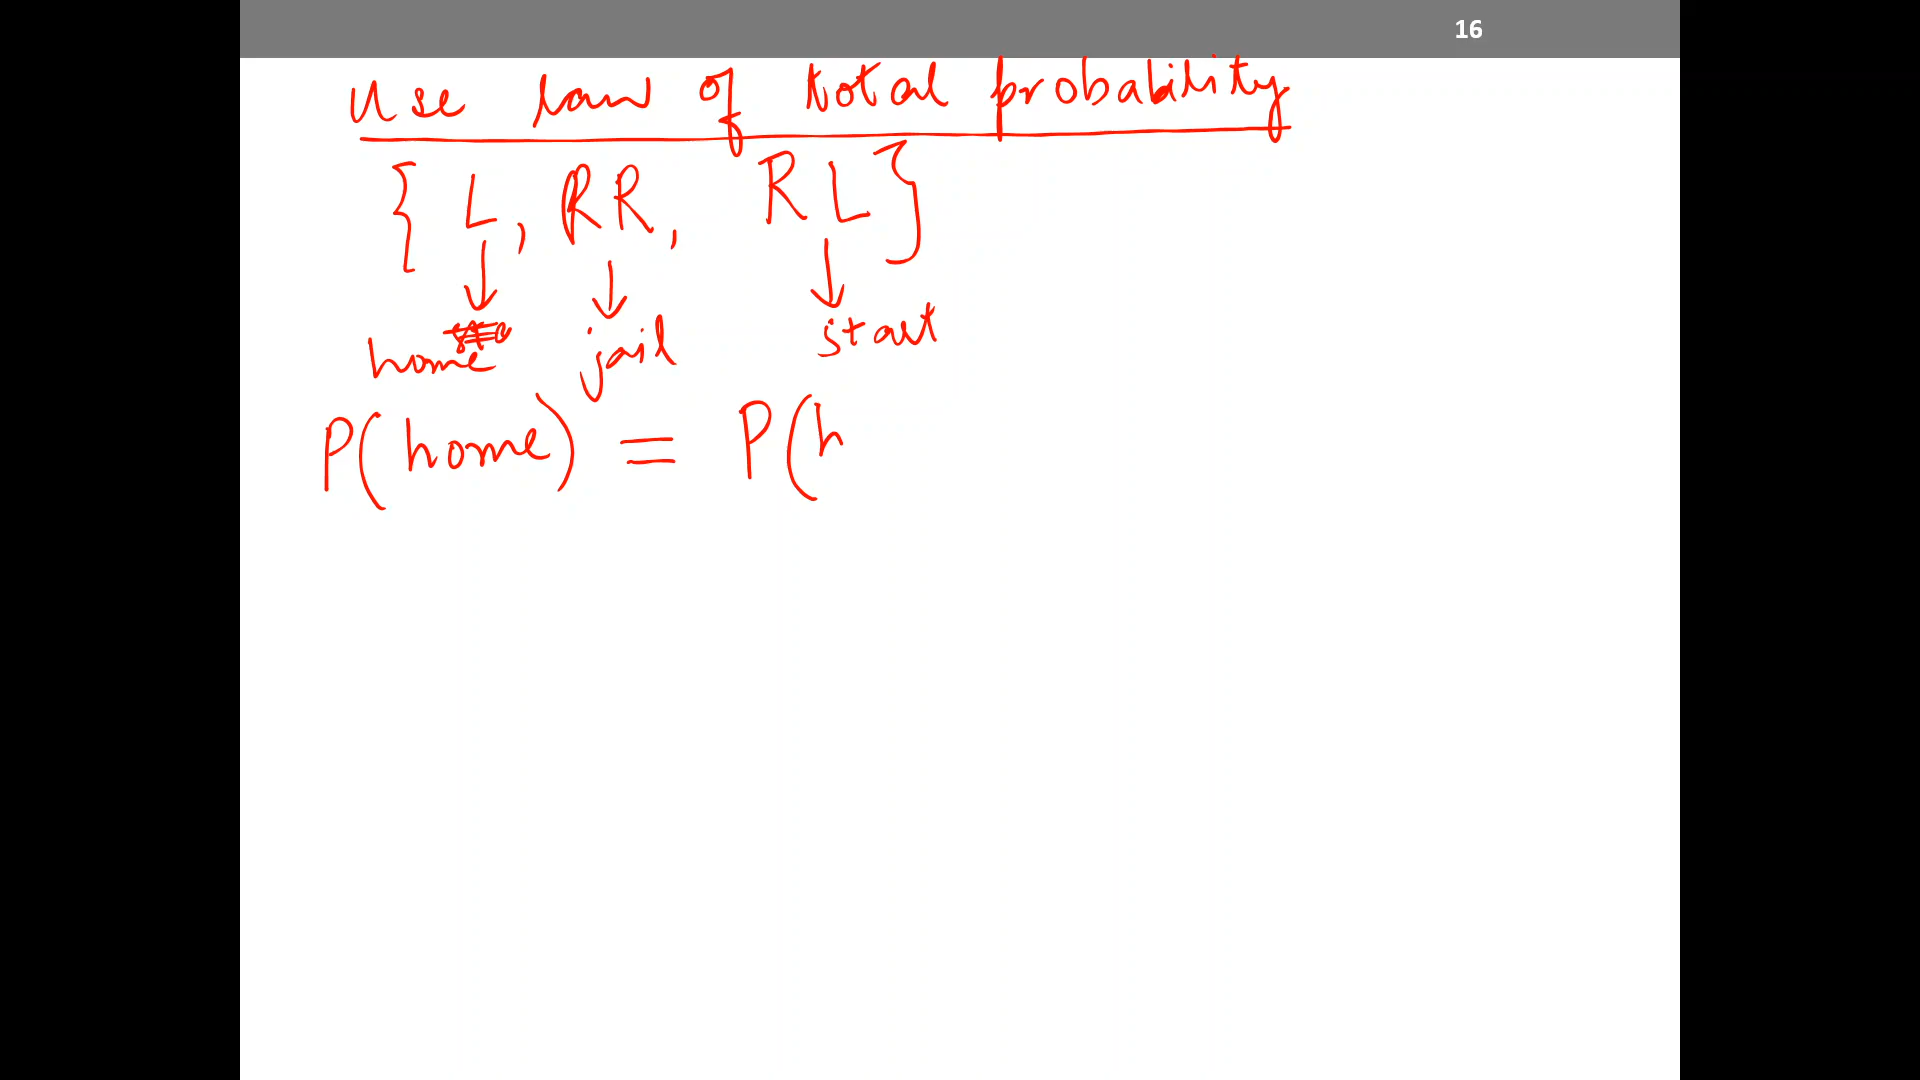 16
Use law of total probability
{ L, RR, RL }
home jail start
P(home) = P(h